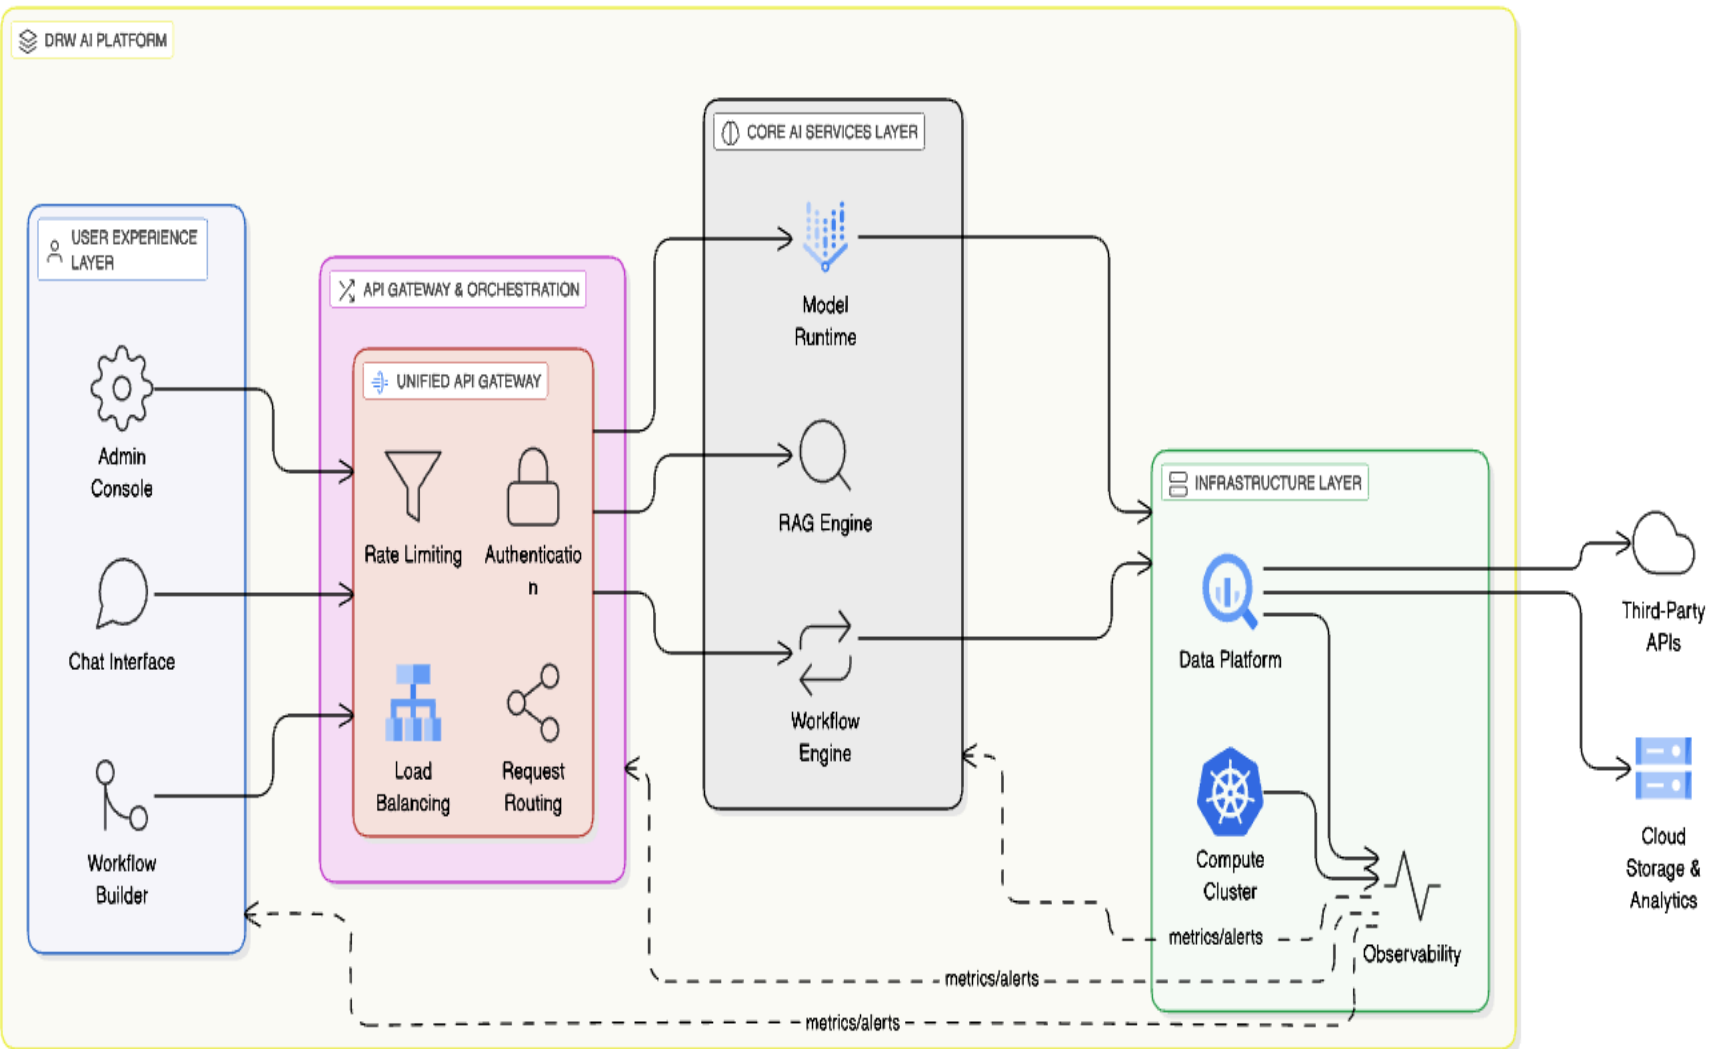 DRW AI PLATFORM
USER EXPERIENCE
LAYER
Admin
Console
Chat Interface
Workflow
Builder
API GATEWAY & ORCHESTRATION
UNIFIED API GATEWAY
Rate Limiting
Authenticatio
n
Load
Balancing
Request
Routing
CORE AI SERVICES LAYER
Model
Runtime
RAG Engine
Workflow
Engine
INFRASTRUCTURE LAYER
Data Platform
Compute
Cluster
Observability
metrics/alerts
metrics/alerts
metrics/alerts
Third-Party
APIs
Cloud
Storage &
Analytics